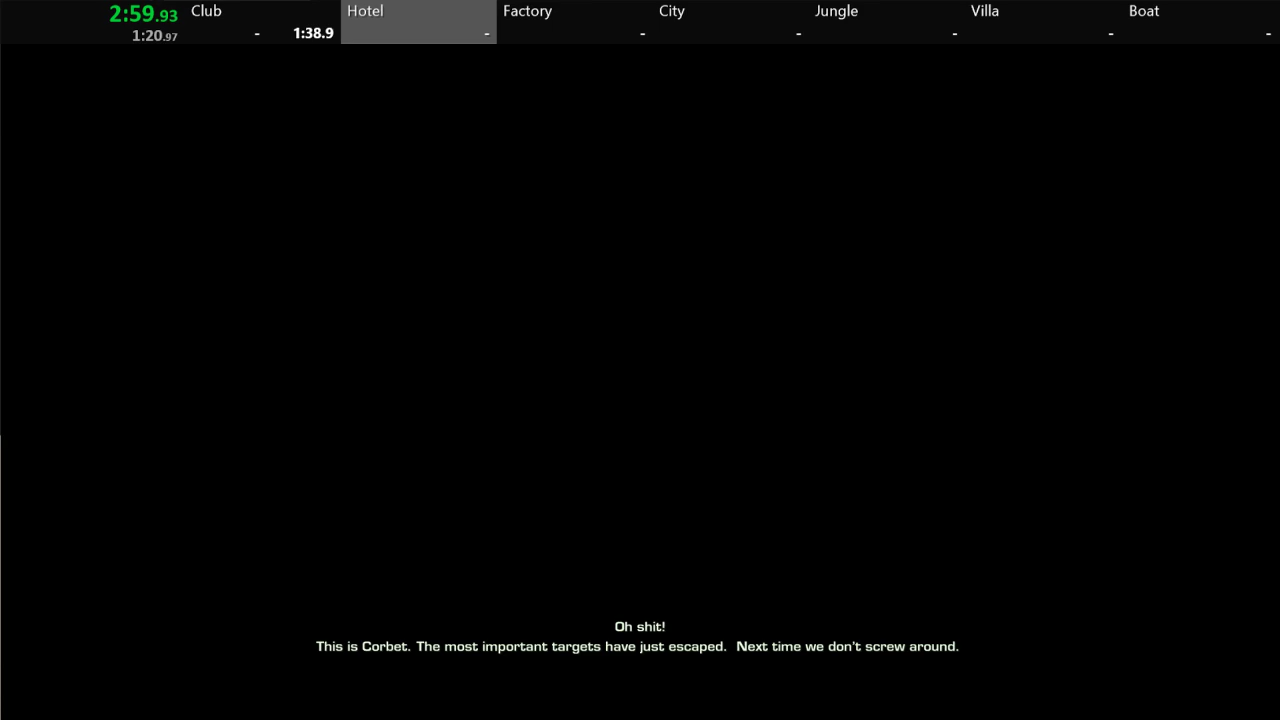 2:59.93 Club Hotel Factory City Jungle Villa Boat
1:20.97 - 1:38.9 - - - - - -
Oh shit!
This is Corbet. The most important targets have just escaped.  Next time we don't screw around.